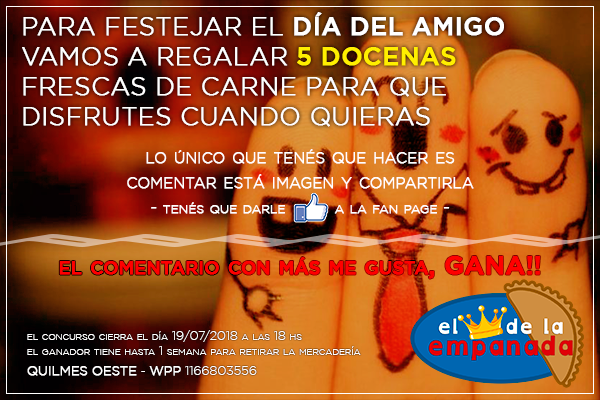 PARA FESTEJAR EL DÍA DEL AMIGO
VAMOS A REGALAR 5 DOCENAS
FRESCAS DE CARNE PARA QUE
DISFRUTES CUANDO QUIERAS
LO ÚNICO QUE TENÉS QUE HACER ES
COMENTAR ESTÁ IMAGEN Y COMPARTIRLA
- TENÉS QUE DARLE A LA FAN PAGE -
EL COMENTARIO CON MÁS ME GUSTA, GANA!!
el de la
empanada
EL CONCURSO CIERRA EL DÍA 19/07/2018 A LAS 18 HS
EL GANADOR TIENE HASTA 1 SEMANA PARA RETIRAR LA MERCADERÍA
QUILMES OESTE - WPP 1166803556